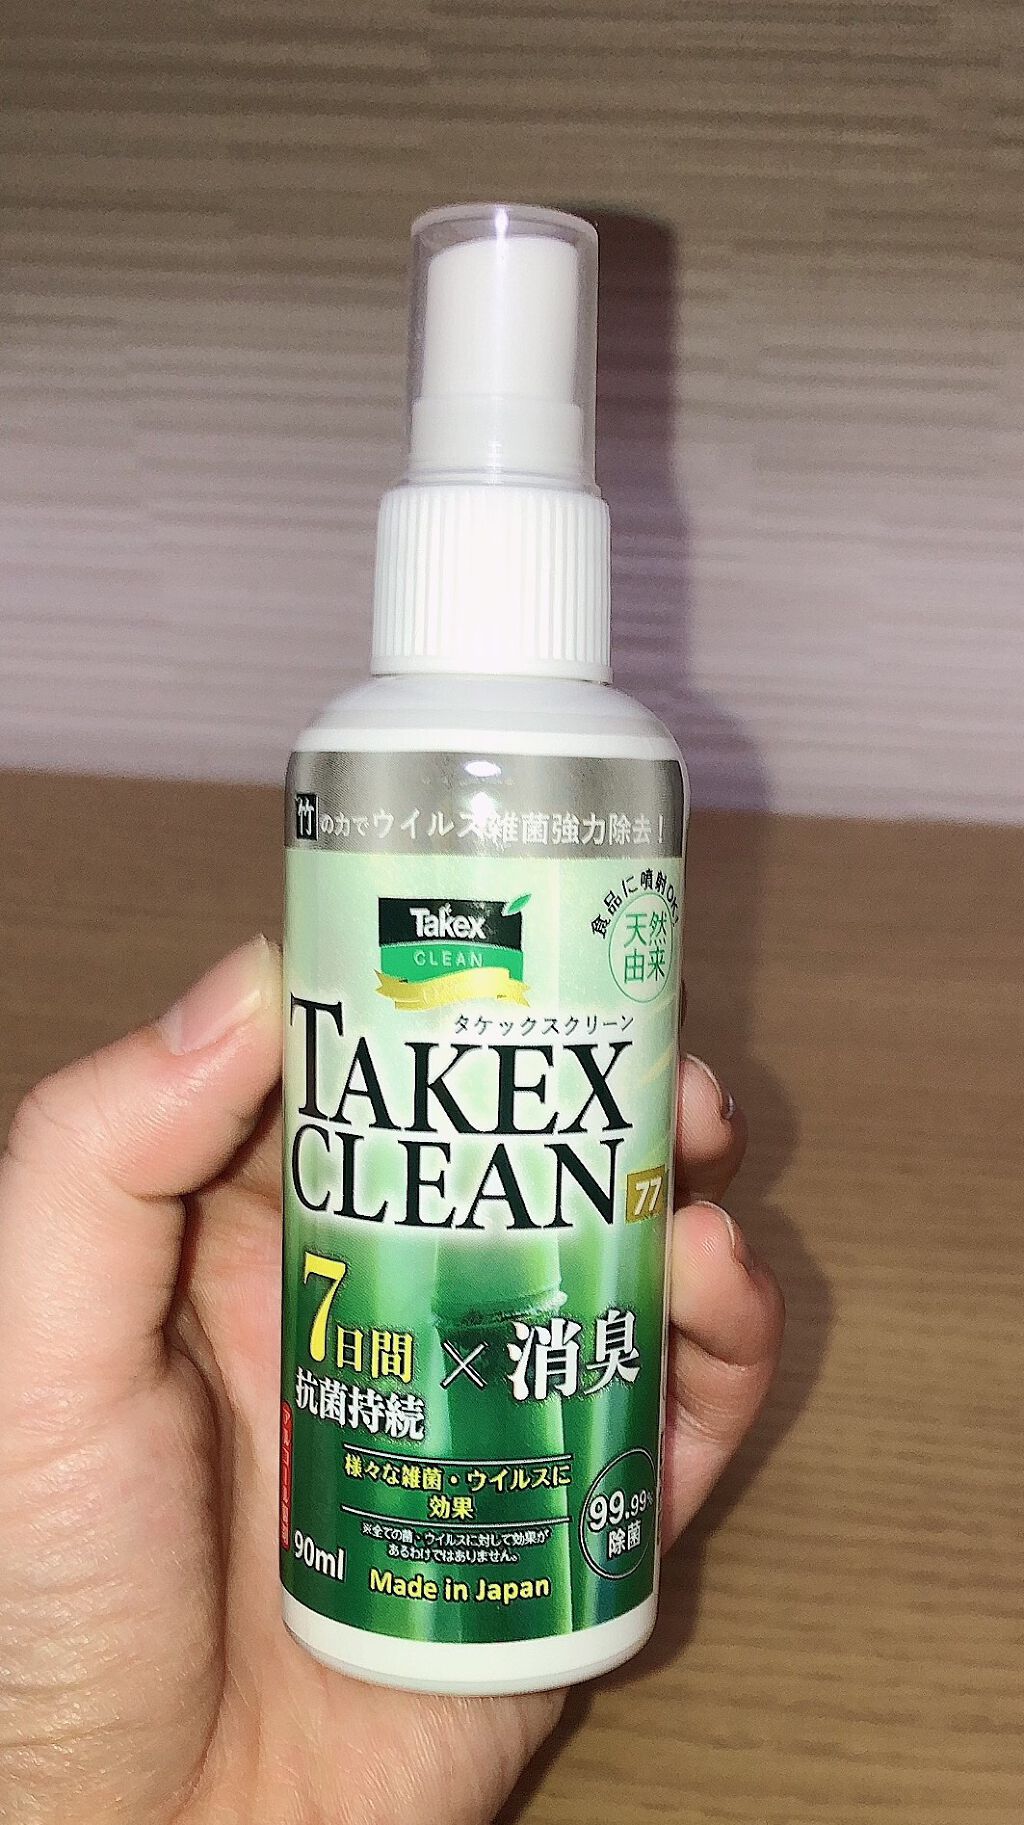 竹の力でウイルス雑菌強力除去！
食品に噴射OK!
天然
由来
Takex
CLEAN
タケックスクリーン
TAKEX
CLEAN 77
7日間
抗菌持続
×消臭
様々な雑菌・ウイルスに
効果
※全ての菌・ウイルスに対して効果が
あるわけではありません。
99.99%
除菌
90ml
Made in Japan